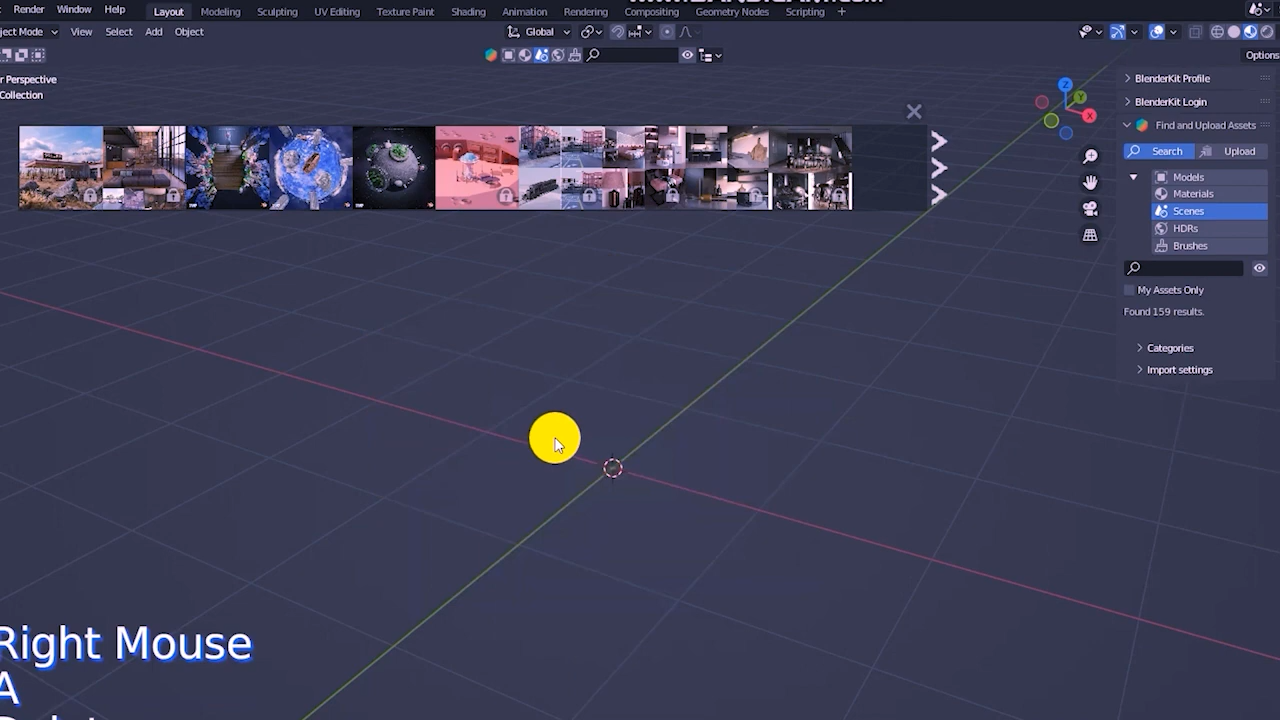 Render Window Help Layout Modeling Sculpting UV Editing Texture Paint Shading Animation Rendering Compositing Geometry Nodes Scripting +
ject Mode View Select Add Object Global
Options
r Perspective
Collection
BlenderKit Profile
BlenderKit Login
Find and Upload Assets
Search Upload
Models
Materials
Scenes
HDRs
Brushes
My Assets Only
Found 159 results.
Categories
Import settings
Z
Y
X
Right Mouse
A